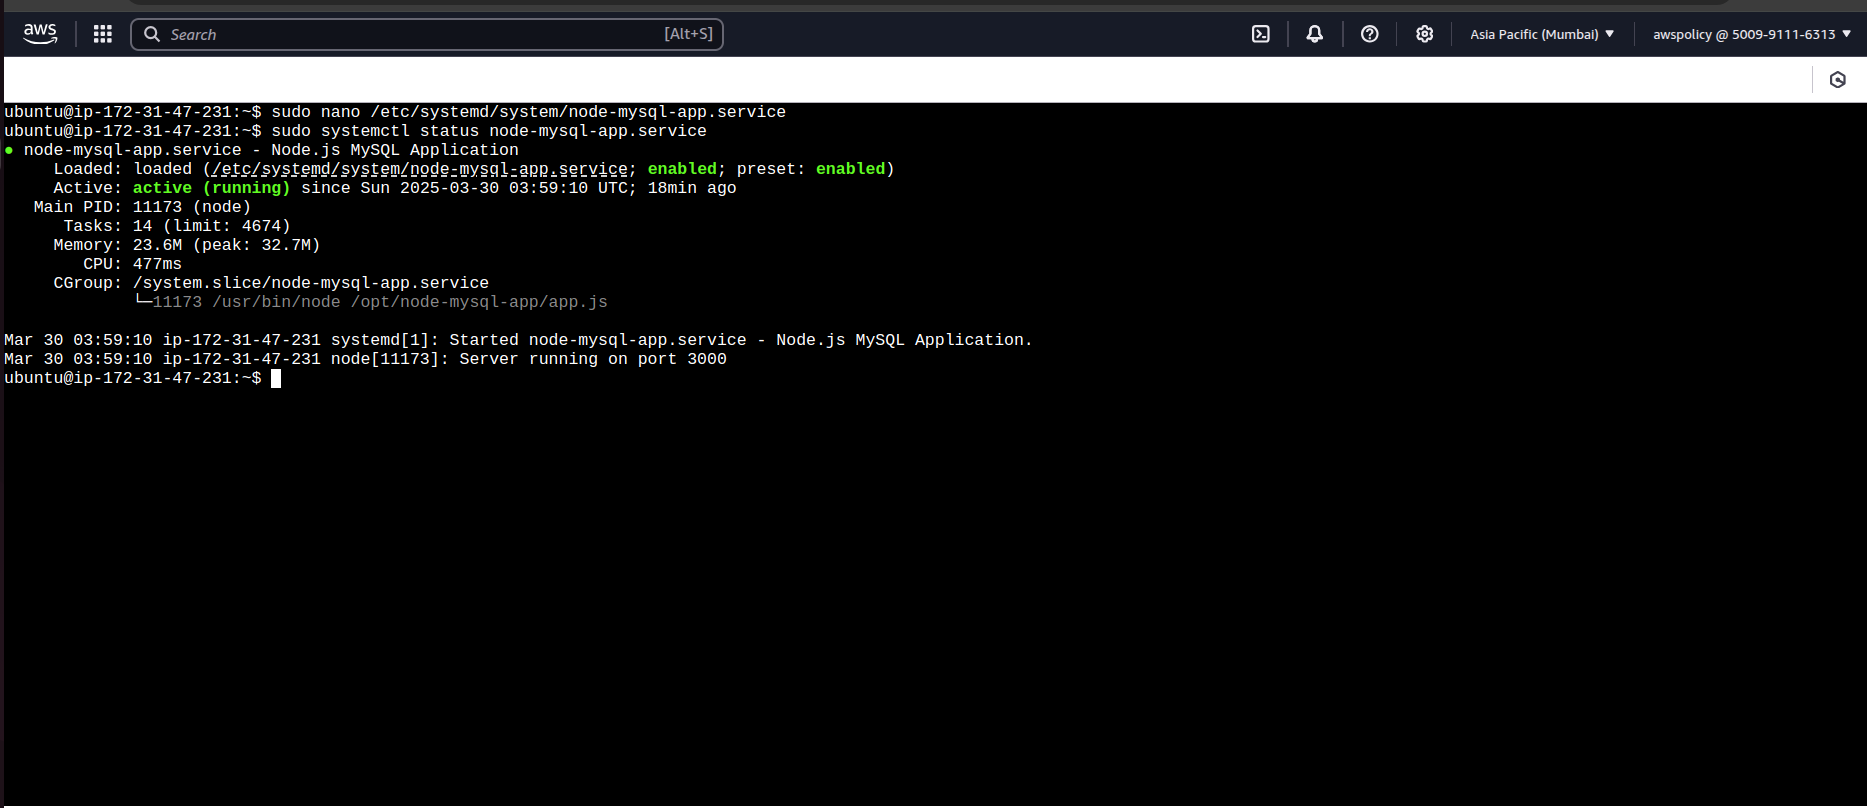 aws
Search [Alt+S]
Asia Pacific (Mumbai) ▼
awspolicy @ 5009-9111-6313 ▼
ubuntu@ip-172-31-47-231:~$ sudo nano /etc/systemd/system/node-mysql-app.service
ubuntu@ip-172-31-47-231:~$ sudo systemctl status node-mysql-app.service
● node-mysql-app.service - Node.js MySQL Application
Loaded: loaded (/etc/systemd/system/node-mysql-app.service; enabled; preset: enabled)
Active: active (running) since Sun 2025-03-30 03:59:10 UTC; 18min ago
Main PID: 11173 (node)
Tasks: 14 (limit: 4674)
Memory: 23.6M (peak: 32.7M)
CPU: 477ms
CGroup: /system.slice/node-mysql-app.service
└─11173 /usr/bin/node /opt/node-mysql-app/app.js
Mar 30 03:59:10 ip-172-31-47-231 systemd[1]: Started node-mysql-app.service - Node.js MySQL Application.
Mar 30 03:59:10 ip-172-31-47-231 node[11173]: Server running on port 3000
ubuntu@ip-172-31-47-231:~$